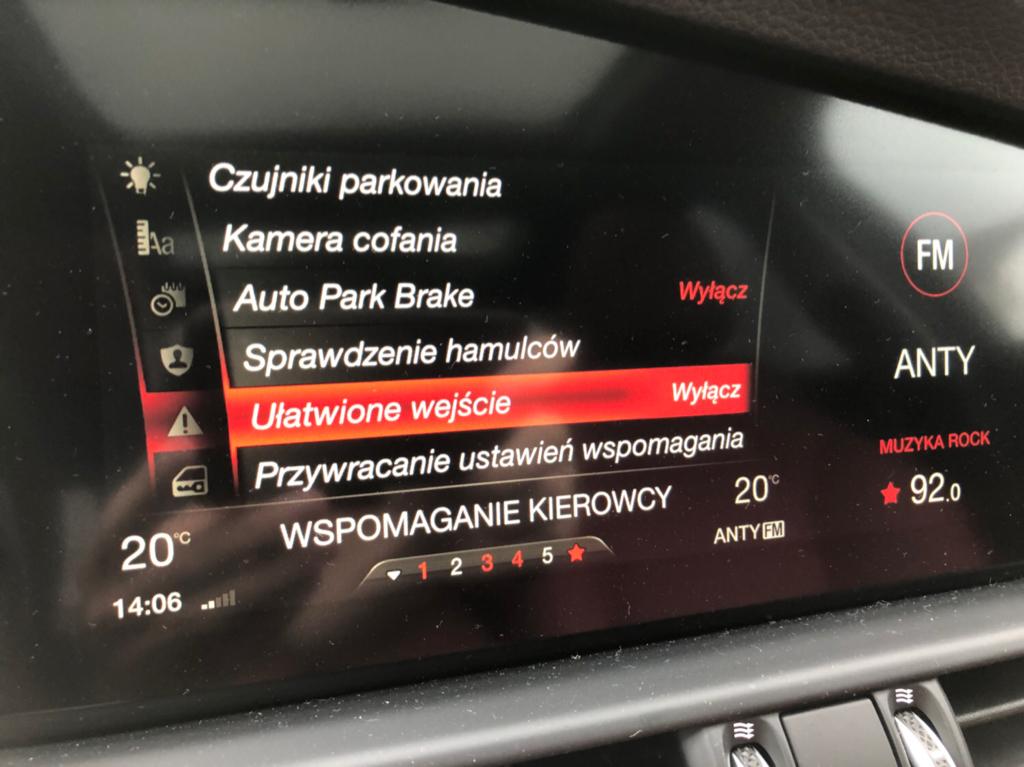 Czujniki parkowania
Aa
Kamera cofania
Auto Park Brake Wyłącz
Sprawdzenie hamulców
Ułatwione wejście Wyłącz
Przywracanie ustawień wspomagania
WSPOMAGANIE KIEROWCY
20°C
14:06
1 2 3 4 5
20°C
ANTY FM
FM
ANTY
MUZYKA ROCK
92.0